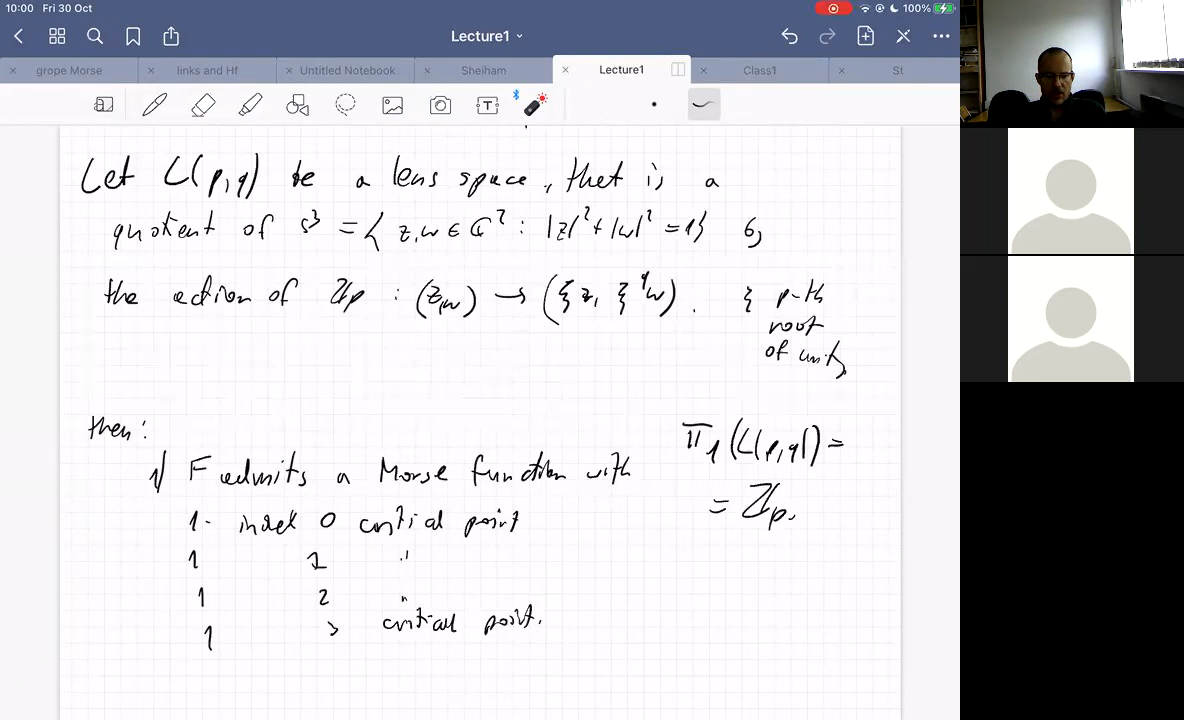 10:00 Fri 30 Oct
100%
Lecture1
grope Morse
links and Hf
Untitled Notebook
Sheiham
Lecture1
Class1
St
Let L(p,q) be a lens space, that is a
quotient of S³ = { z,w ∈ C² : |z|² + |w|² = 1} by
the action of Zp : (z,w) → (ξ z, ξ^q w) . ξ p-th
root
of unity
then:
π1 (L(p,q)) =
= Zp.
1) F admits a Morse function with
1 index 0 critical point
1 1 "
1 2 "
1 3 critical point.